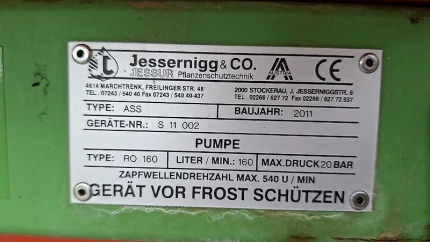 Jessernigg & CO.
JESSUR Pflanzenschutztechnik
AUSTRIA
CE
4614 MARCHTRENK, FREILINGER STR. 48
TEL. 07243 / 540 40 Fax 07243 / 540 40-437
2000 STOCKERAU, J. JESSERNIGGSTR. 6
TEL. 02266 / 627 72 Fax 02266 / 627 72 537
TYPE: ASS
BAUJAHR: 2011
GERÄTE-NR.: S 11 002
PUMPE
TYPE: RO 160
LITER / MIN.: 160
MAX.DRUCK 20 BAR
ZAPFWELLENDREHZAHL MAX. 540 U / MIN
GERÄT VOR FROST SCHÜTZEN